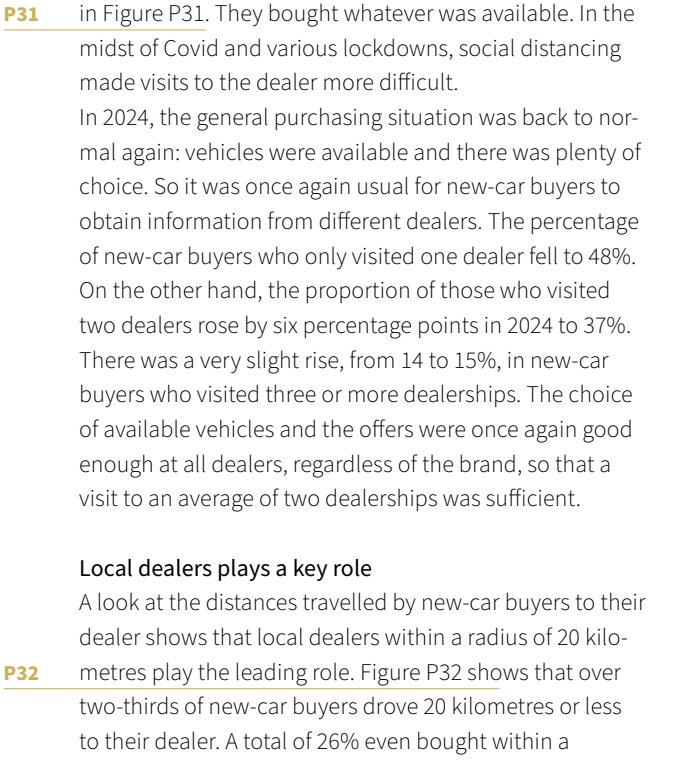 P31 in Figure P31. They bought whatever was available. In the
midst of Covid and various lockdowns, social distancing
made visits to the dealer more difficult.
In 2024, the general purchasing situation was back to nor-
mal again: vehicles were available and there was plenty of
choice. So it was once again usual for new-car buyers to
obtain information from different dealers. The percentage
of new-car buyers who only visited one dealer fell to 48%.
On the other hand, the proportion of those who visited
two dealers rose by six percentage points in 2024 to 37%.
There was a very slight rise, from 14 to 15%, in new-car
buyers who visited three or more dealerships. The choice
of available vehicles and the offers were once again good
enough at all dealers, regardless of the brand, so that a
visit to an average of two dealerships was sufficient.
Local dealers plays a key role
A look at the distances travelled by new-car buyers to their
dealer shows that local dealers within a radius of 20 kilo-
P32 metres play the leading role. Figure P32 shows that over
two-thirds of new-car buyers drove 20 kilometres or less
to their dealer. A total of 26% even bought within a